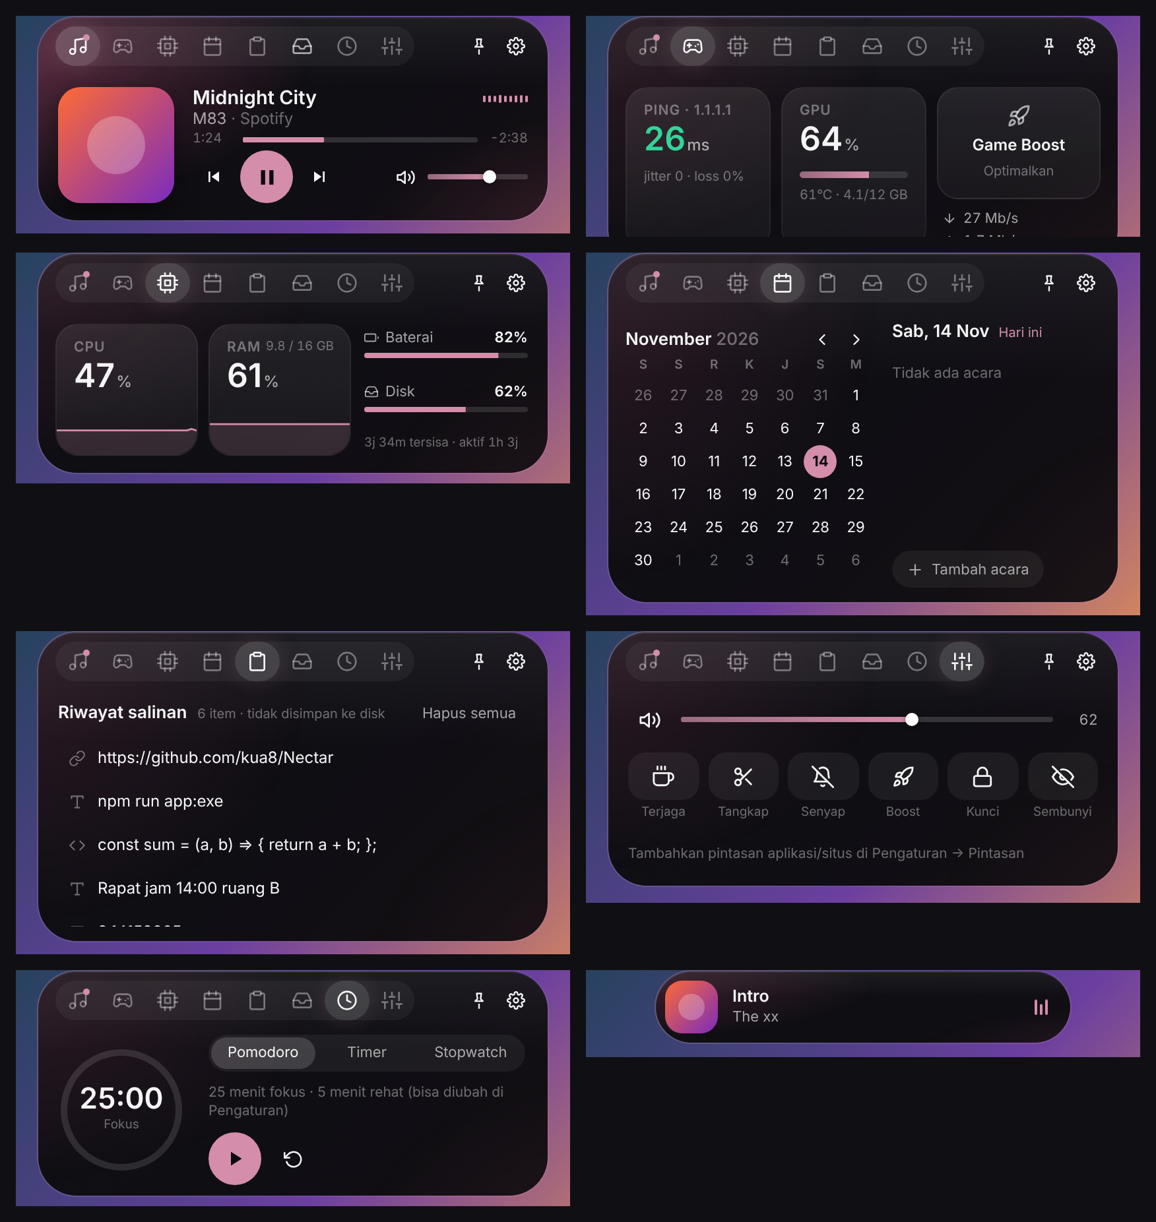 Midnight City
M83 · Spotify
1:24 -2:38
PING · 1.1.1.1
26 ms
jitter 0 · loss 0%
GPU
64 %
61°C · 4.1/12 GB
Game Boost
Optimalkan
27 Mb/s
CPU
47 %
RAM 9.8 / 16 GB
61 %
Baterai 82%
Disk 62%
3j 34m tersisa · aktif 1h 3j
November 2026
S S R K J S M
26 27 28 29 30 31 1
2 3 4 5 6 7 8
9 10 11 12 13 14 15
16 17 18 19 20 21 22
23 24 25 26 27 28 29
30 1 2 3 4 5 6
Sab, 14 Nov Hari ini
Tidak ada acara
+ Tambah acara
Riwayat salinan 6 item · tidak disimpan ke disk Hapus semua
https://github.com/kua8/Nectar
npm run app:exe
const sum = (a, b) => { return a + b; };
Rapat jam 14:00 ruang B
62
Terjaga Tangkap Senyap Boost Kunci Sembunyi
Tambahkan pintasan aplikasi/situs di Pengaturan → Pintasan
25:00
Fokus
Pomodoro Timer Stopwatch
25 menit fokus · 5 menit rehat (bisa diubah di
Pengaturan)
Intro
The xx